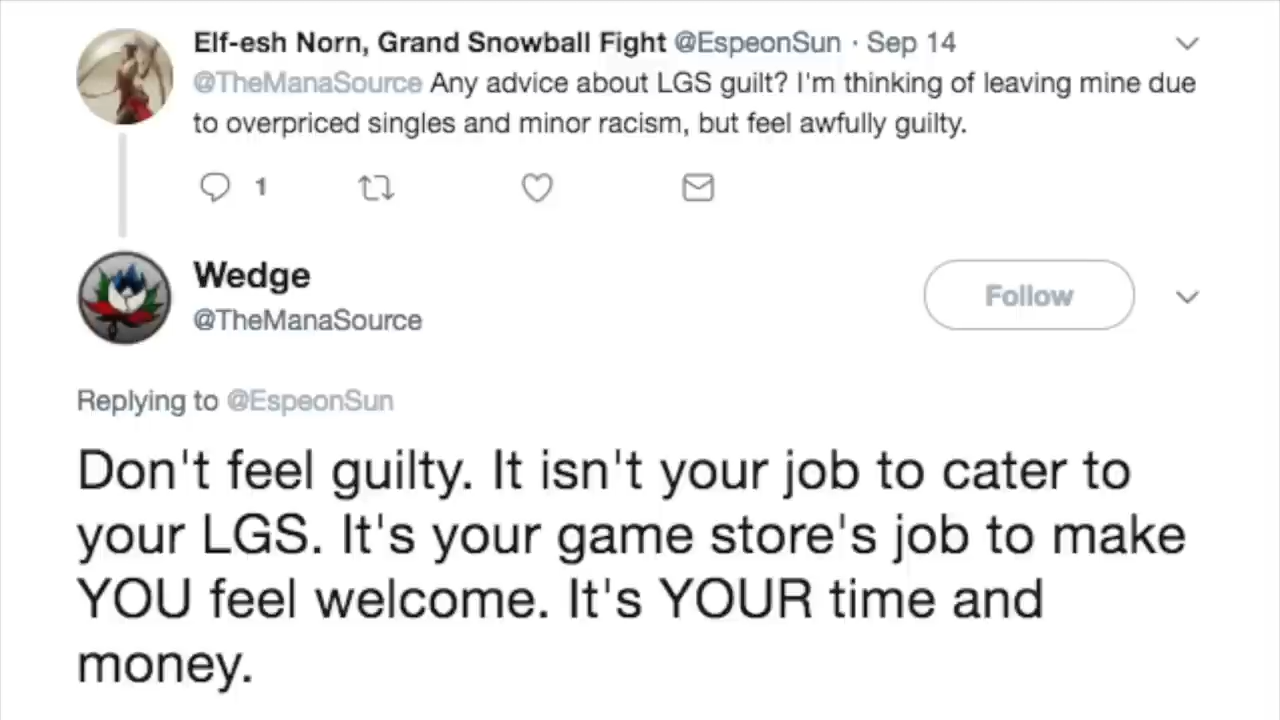 Elf-esh Norn, Grand Snowball Fight @EspeonSun · Sep 14
@TheManaSource Any advice about LGS guilt? I'm thinking of leaving mine due
to overpriced singles and minor racism, but feel awfully guilty.
1
Wedge
@TheManaSource
Follow
Replying to @EspeonSun
Don't feel guilty. It isn't your job to cater to
your LGS. It's your game store's job to make
YOU feel welcome. It's YOUR time and
money.